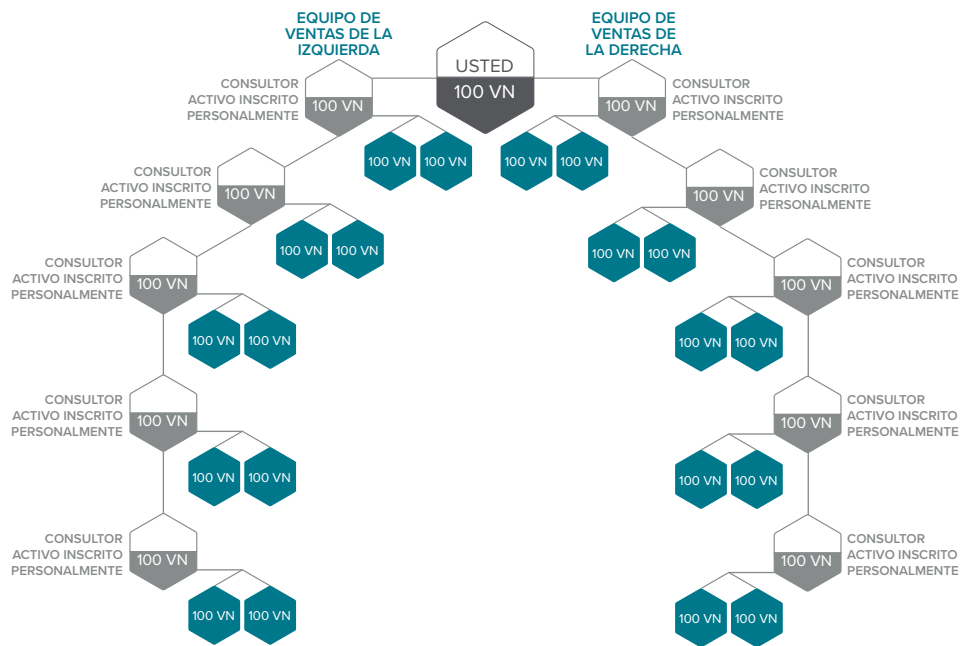 EQUIPO DE
VENTAS DE LA
IZQUIERDA
EQUIPO DE
VENTAS DE
LA DERECHA
USTED
100 VN
CONSULTOR
ACTIVO INSCRITO
PERSONALMENTE
100 VN
100 VN
CONSULTOR
ACTIVO INSCRITO
PERSONALMENTE
100 VN
100 VN
100 VN
100 VN
CONSULTOR
ACTIVO INSCRITO
PERSONALMENTE
100 VN
100 VN
CONSULTOR
ACTIVO INSCRITO
PERSONALMENTE
100 VN
100 VN
100 VN
100 VN
CONSULTOR
ACTIVO INSCRITO
PERSONALMENTE
100 VN
100 VN
CONSULTOR
ACTIVO INSCRITO
PERSONALMENTE
100 VN
100 VN
100 VN
100 VN
CONSULTOR
ACTIVO INSCRITO
PERSONALMENTE
100 VN
100 VN
CONSULTOR
ACTIVO INSCRITO
PERSONALMENTE
100 VN
100 VN
100 VN
100 VN
CONSULTOR
ACTIVO INSCRITO
PERSONALMENTE
100 VN
100 VN
CONSULTOR
ACTIVO INSCRITO
PERSONALMENTE
100 VN
100 VN
100 VN
100 VN